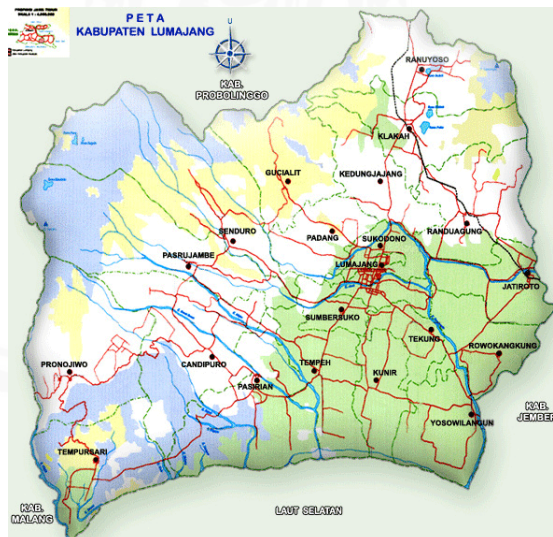 PETA
KABUPATEN LUMAJANG
U
KAB.
PROBOLINGGO
RANUYOSO
KLAKAH
GUCIALIT
KEDUNGJAJANG
SENDURO
PADANG
SUKODONO
RANDUAGUNG
PASRUJAMBE
LUMAJANG
JATIROTO
SUMBERSUKO
TEKUNG
ROWOKANGKUNG
PRONOJIWO
CANDIPURO
TEMPEH
KUNIR
PASIRIAN
YOSOWILANGUN
KAB.
JEMBER
TEMPURSARI
KAB.
MALANG
LAUT SELATAN